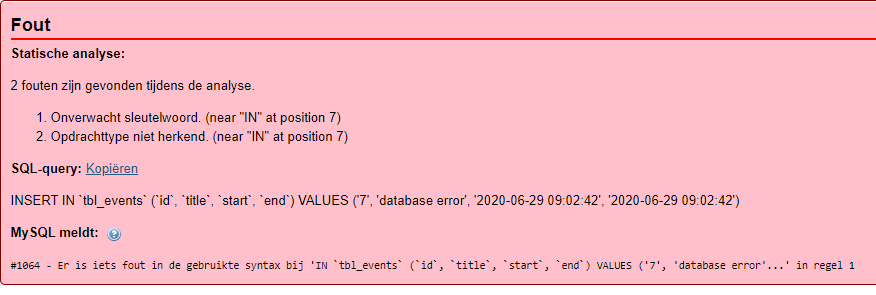 Fout
Statische analyse:
2 fouten zijn gevonden tijdens de analyse.
1. Onverwacht sleutelwoord. (near "IN" at position 7)
2. Opdrachttype niet herkend. (near "IN" at position 7)
SQL-query: Kopiëren
INSERT IN `tbl_events` (`id`, `title`, `start`, `end`) VALUES ('7', 'database error', '2020-06-29 09:02:42', '2020-06-29 09:02:42')
MySQL meldt:
#1064 - Er is iets fout in de gebruikte syntax bij 'IN `tbl_events` (`id`, `title`, `start`, `end`) VALUES ('7', 'database error'...' in regel 1